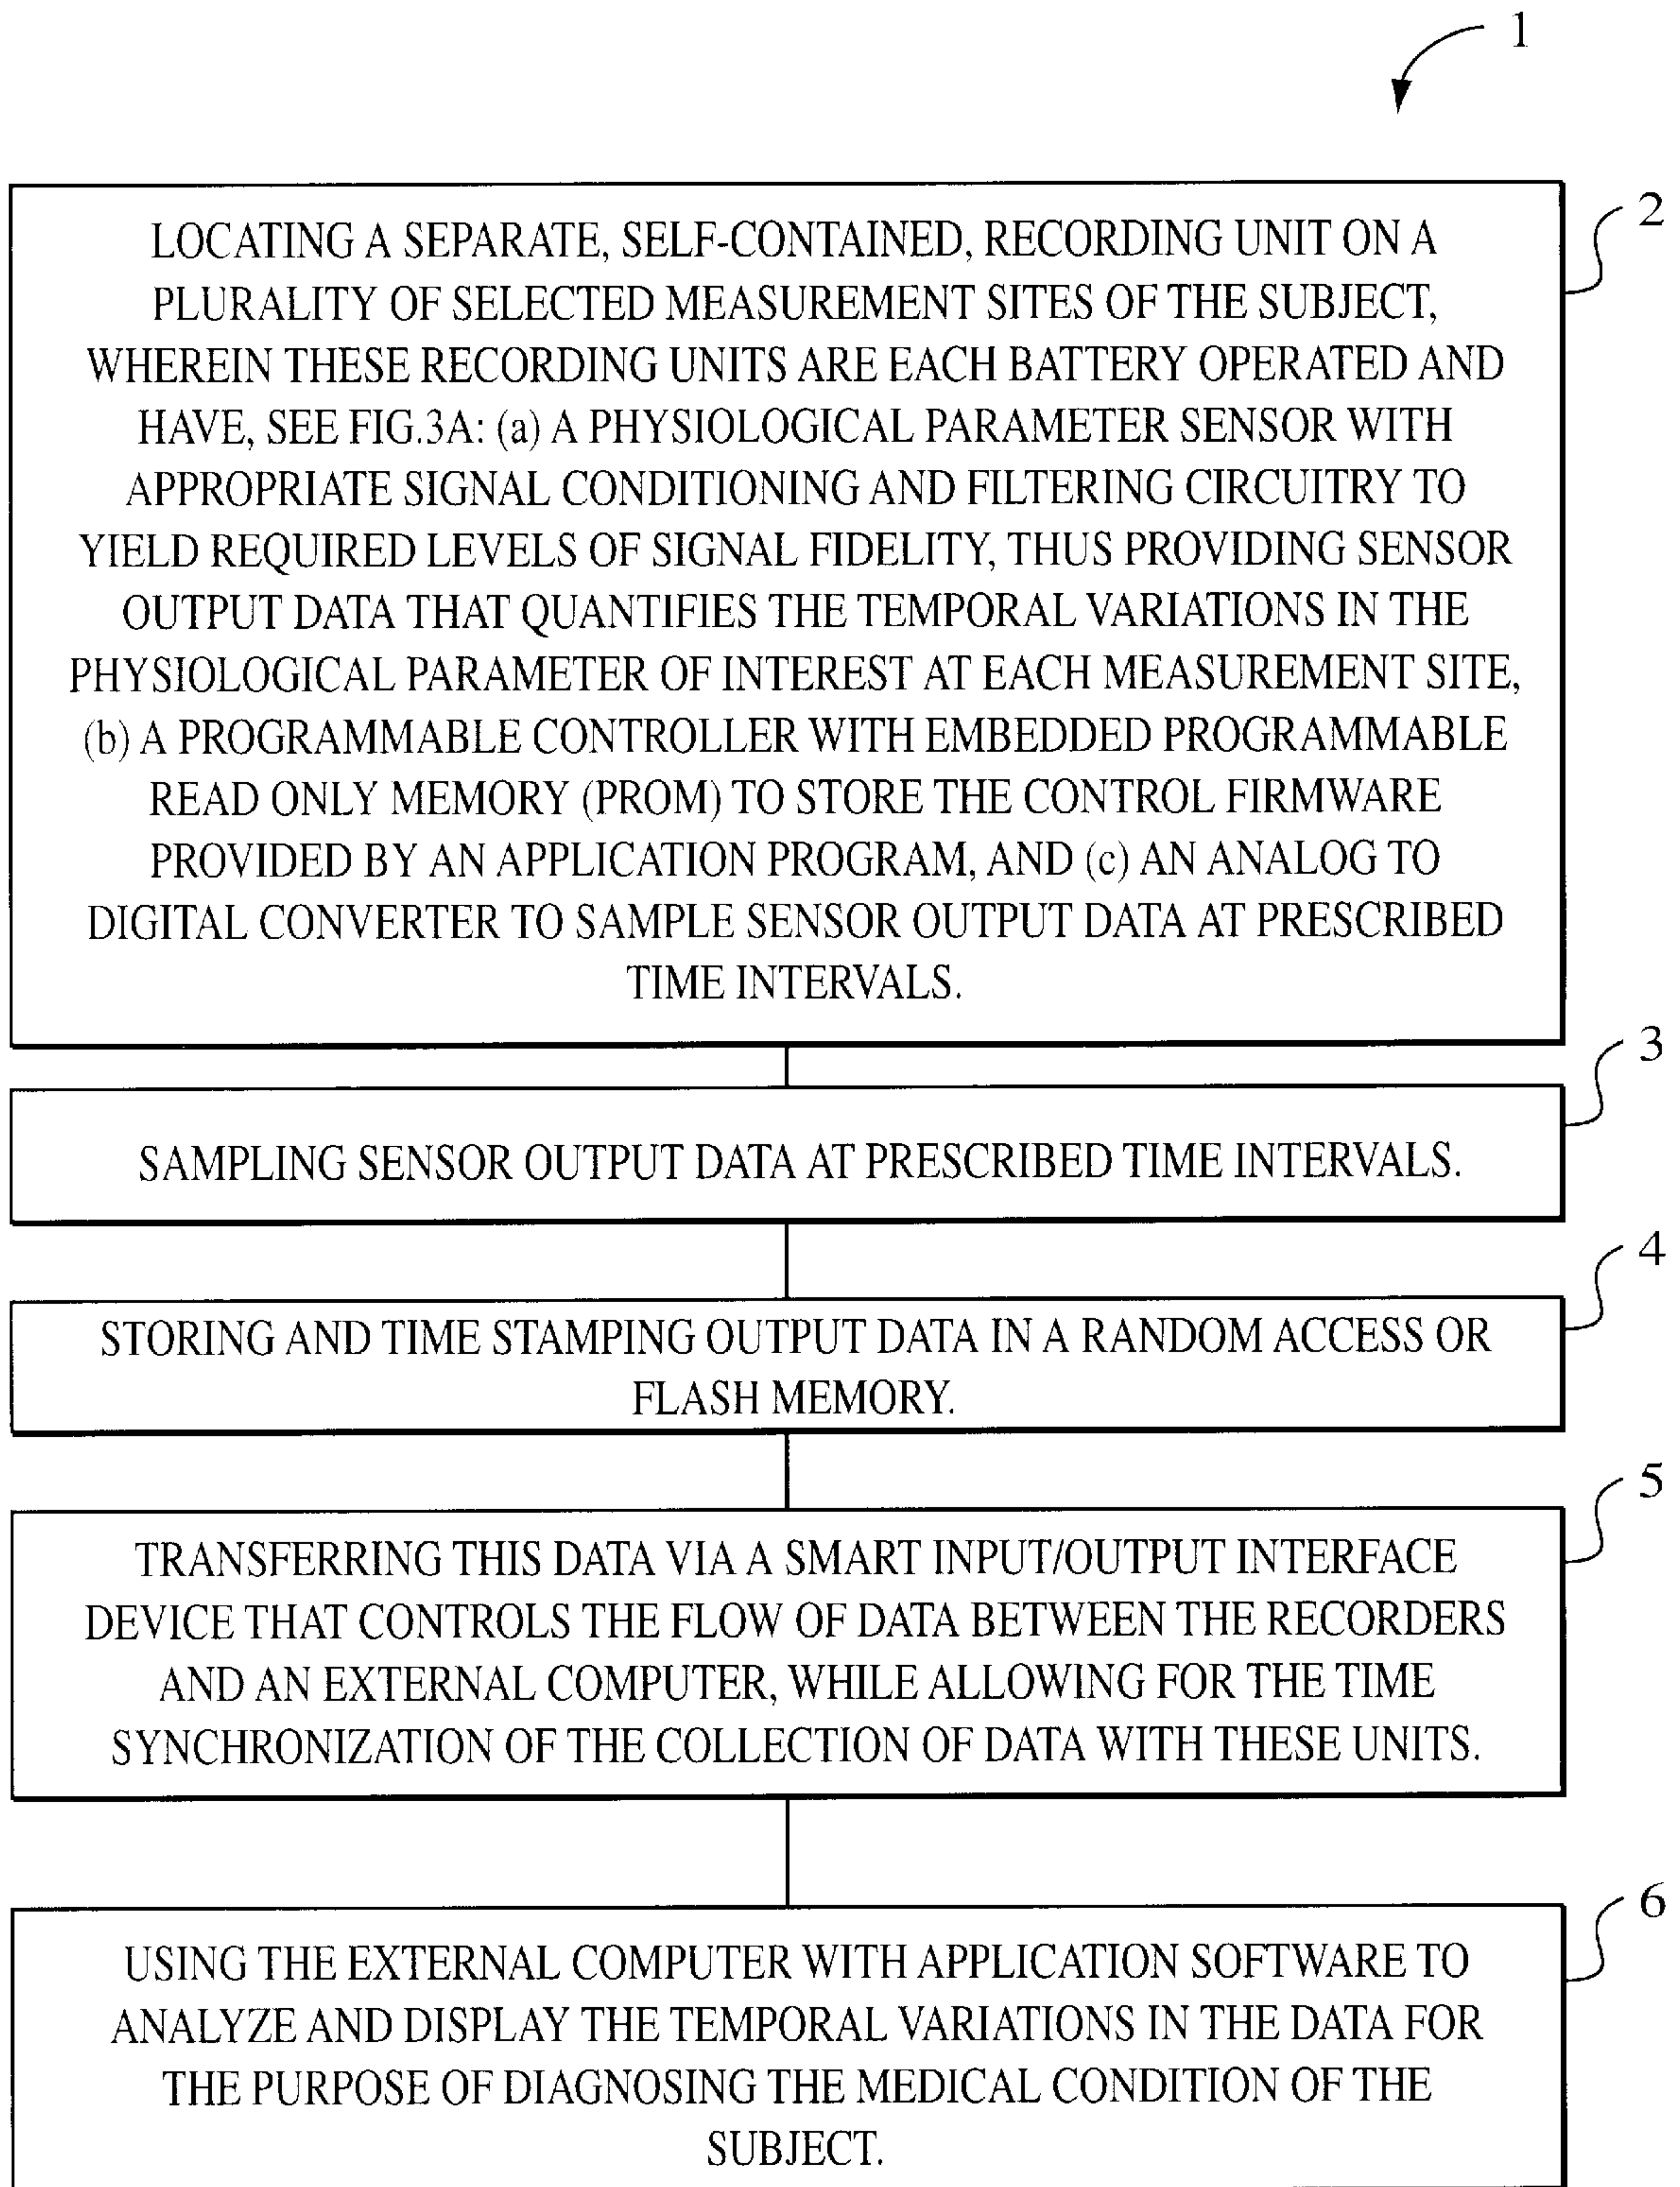 1
2
LOCATING A SEPARATE, SELF-CONTAINED, RECORDING UNIT ON A
PLURALITY OF SELECTED MEASUREMENT SITES OF THE SUBJECT,
WHEREIN THESE RECORDING UNITS ARE EACH BATTERY OPERATED AND
HAVE, SEE FIG.3A: (a) A PHYSIOLOGICAL PARAMETER SENSOR WITH
APPROPRIATE SIGNAL CONDITIONING AND FILTERING CIRCUITRY TO
YIELD REQUIRED LEVELS OF SIGNAL FIDELITY, THUS PROVIDING SENSOR
OUTPUT DATA THAT QUANTIFIES THE TEMPORAL VARIATIONS IN THE
PHYSIOLOGICAL PARAMETER OF INTEREST AT EACH MEASUREMENT SITE,
(b) A PROGRAMMABLE CONTROLLER WITH EMBEDDED PROGRAMMABLE
READ ONLY MEMORY (PROM) TO STORE THE CONTROL FIRMWARE
PROVIDED BY AN APPLICATION PROGRAM, AND (c) AN ANALOG TO
DIGITAL CONVERTER TO SAMPLE SENSOR OUTPUT DATA AT PRESCRIBED
TIME INTERVALS.
3
SAMPLING SENSOR OUTPUT DATA AT PRESCRIBED TIME INTERVALS.
4
STORING AND TIME STAMPING OUTPUT DATA IN A RANDOM ACCESS OR
FLASH MEMORY.
5
TRANSFERRING THIS DATA VIA A SMART INPUT/OUTPUT INTERFACE
DEVICE THAT CONTROLS THE FLOW OF DATA BETWEEN THE RECORDERS
AND AN EXTERNAL COMPUTER, WHILE ALLOWING FOR THE TIME
SYNCHRONIZATION OF THE COLLECTION OF DATA WITH THESE UNITS.
6
USING THE EXTERNAL COMPUTER WITH APPLICATION SOFTWARE TO
ANALYZE AND DISPLAY THE TEMPORAL VARIATIONS IN THE DATA FOR
THE PURPOSE OF DIAGNOSING THE MEDICAL CONDITION OF THE
SUBJECT.